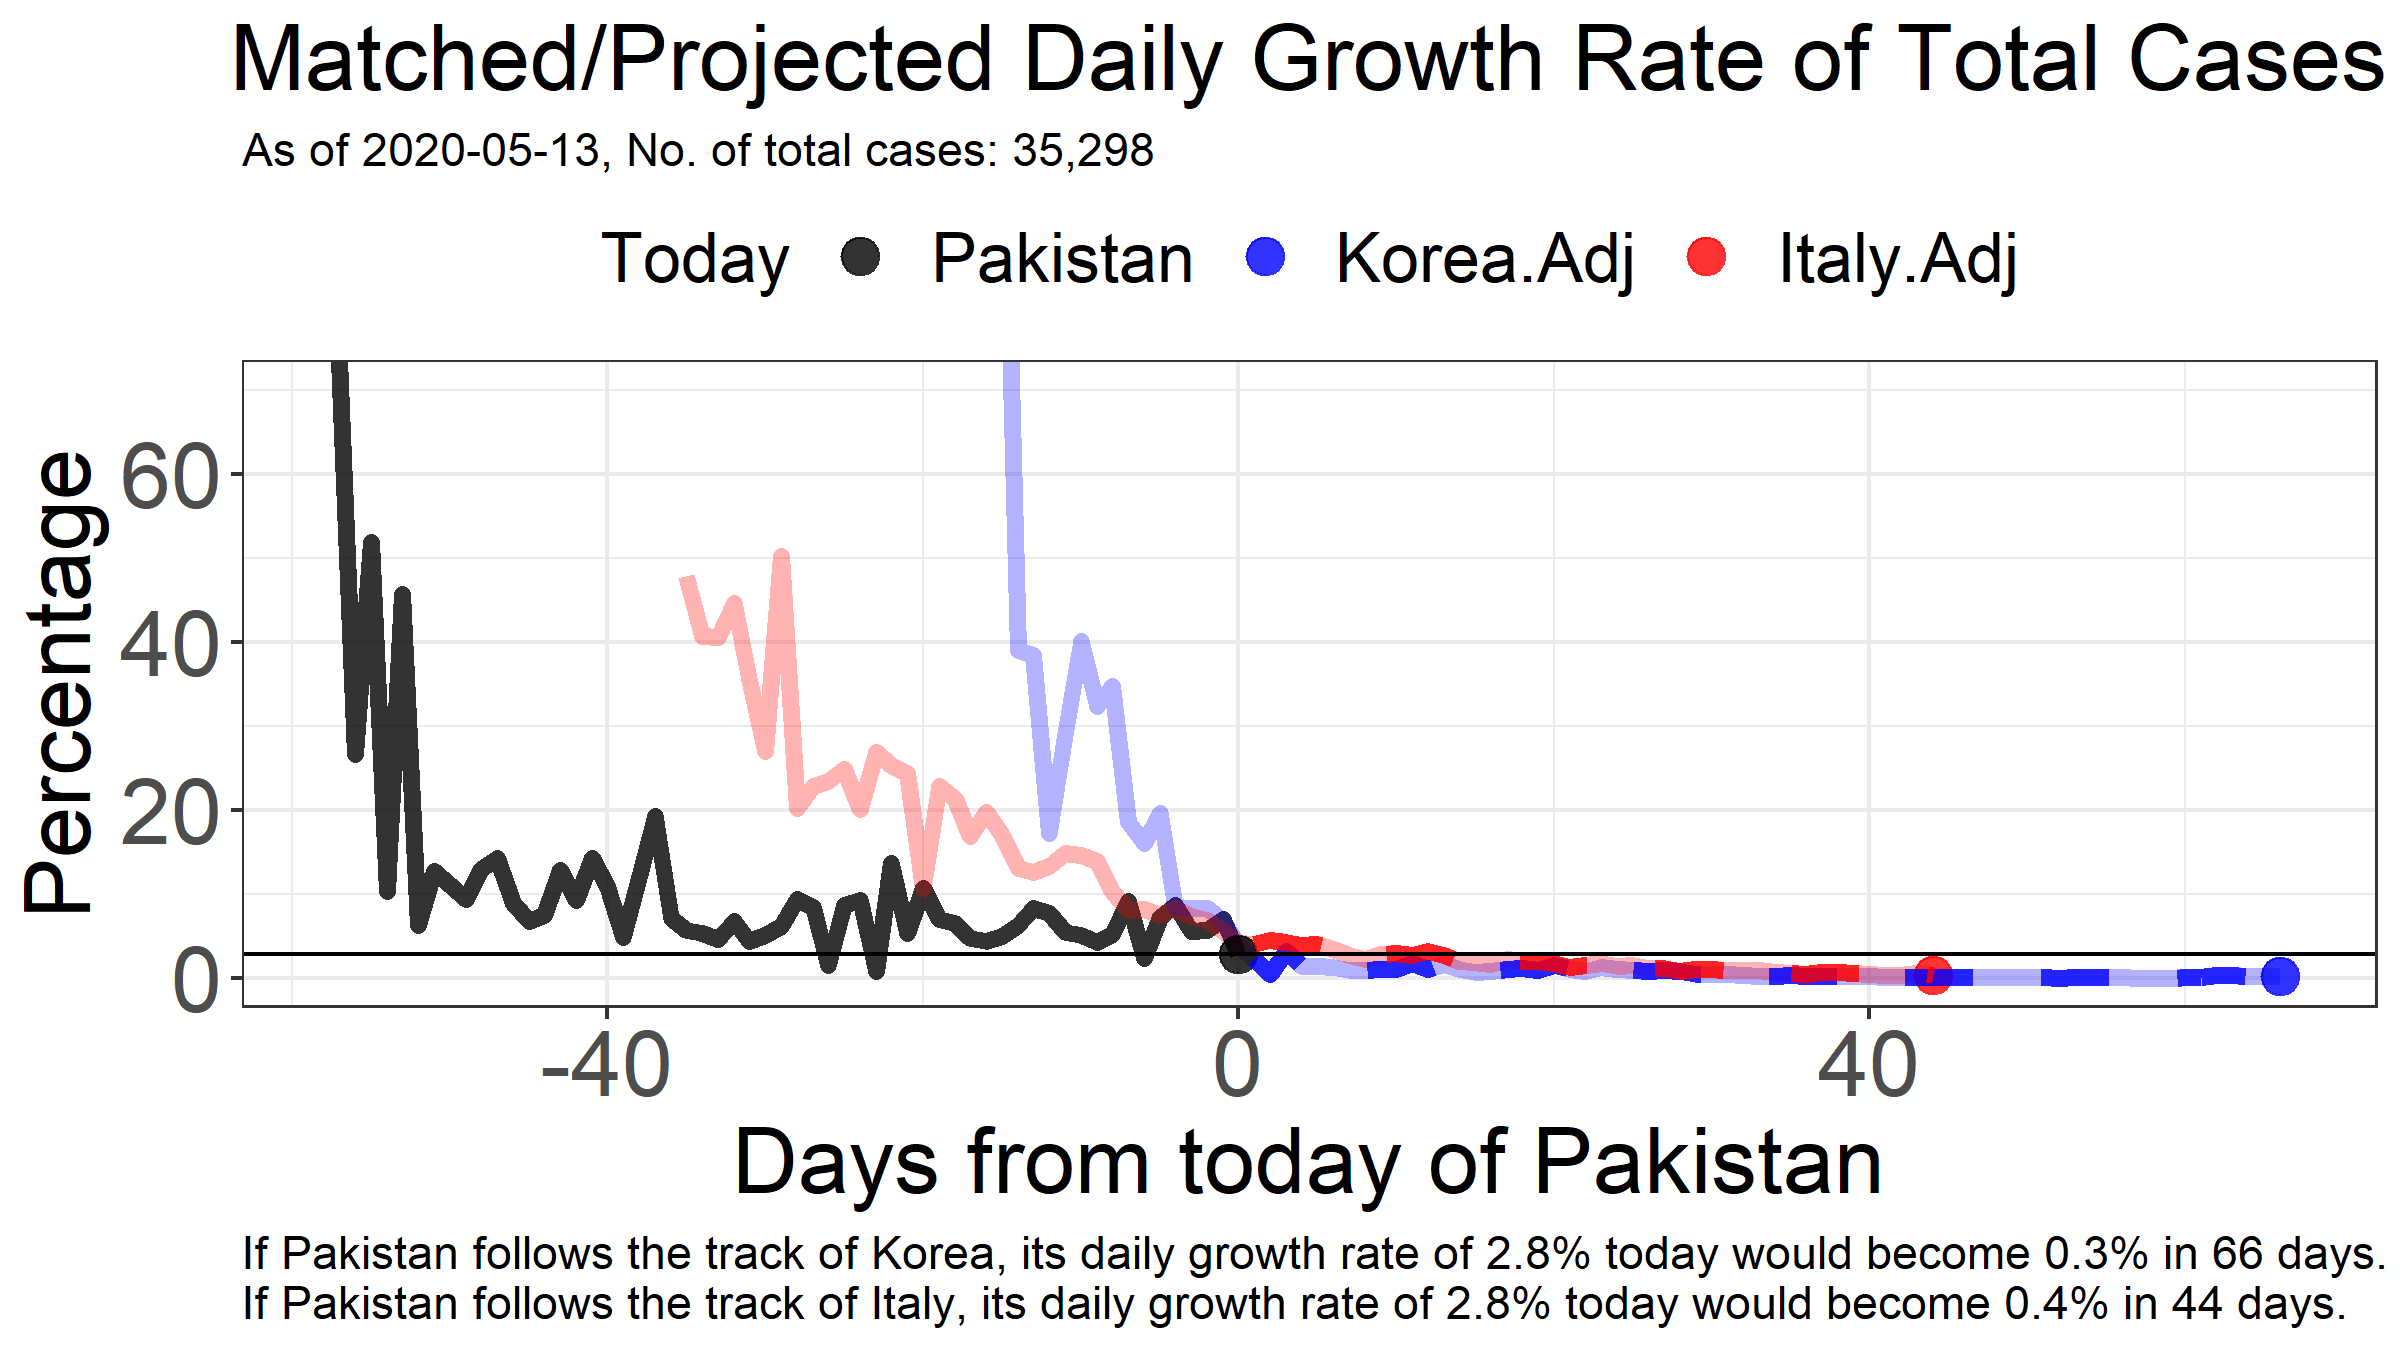 Matched/Projected Daily Growth Rate of Total Cases
As of 2020-05-13, No. of total cases: 35,298
Today Pakistan Korea.Adj Italy.Adj
Percentage
60
40
20
0
-40 0 40
Days from today of Pakistan
If Pakistan follows the track of Korea, its daily growth rate of 2.8% today would become 0.3% in 66 days.
If Pakistan follows the track of Italy, its daily growth rate of 2.8% today would become 0.4% in 44 days.